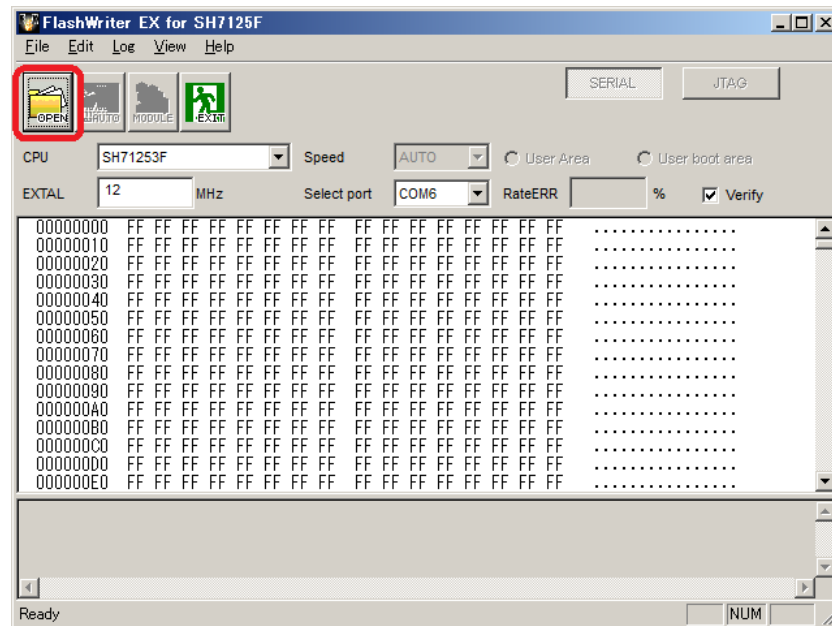 FlashWriter EX for SH7125F
File Edit Log View Help
OPEN AUTO MODULE EXIT SERIAL JTAG
CPU SH71253F Speed AUTO User Area User boot area
EXTAL 12 MHz Select port COM6 RateERR % Verify
00000000 FF FF FF FF FF FF FF FF FF FF FF FF FF FF FF FF ................
00000010 FF FF FF FF FF FF FF FF FF FF FF FF FF FF FF FF ................
00000020 FF FF FF FF FF FF FF FF FF FF FF FF FF FF FF FF ................
00000030 FF FF FF FF FF FF FF FF FF FF FF FF FF FF FF FF ................
00000040 FF FF FF FF FF FF FF FF FF FF FF FF FF FF FF FF ................
00000050 FF FF FF FF FF FF FF FF FF FF FF FF FF FF FF FF ................
00000060 FF FF FF FF FF FF FF FF FF FF FF FF FF FF FF FF ................
00000070 FF FF FF FF FF FF FF FF FF FF FF FF FF FF FF FF ................
00000080 FF FF FF FF FF FF FF FF FF FF FF FF FF FF FF FF ................
00000090 FF FF FF FF FF FF FF FF FF FF FF FF FF FF FF FF ................
000000A0 FF FF FF FF FF FF FF FF FF FF FF FF FF FF FF FF ................
000000B0 FF FF FF FF FF FF FF FF FF FF FF FF FF FF FF FF ................
000000C0 FF FF FF FF FF FF FF FF FF FF FF FF FF FF FF FF ................
000000D0 FF FF FF FF FF FF FF FF FF FF FF FF FF FF FF FF ................
000000E0 FF FF FF FF FF FF FF FF FF FF FF FF FF FF FF FF ................
Ready NUM